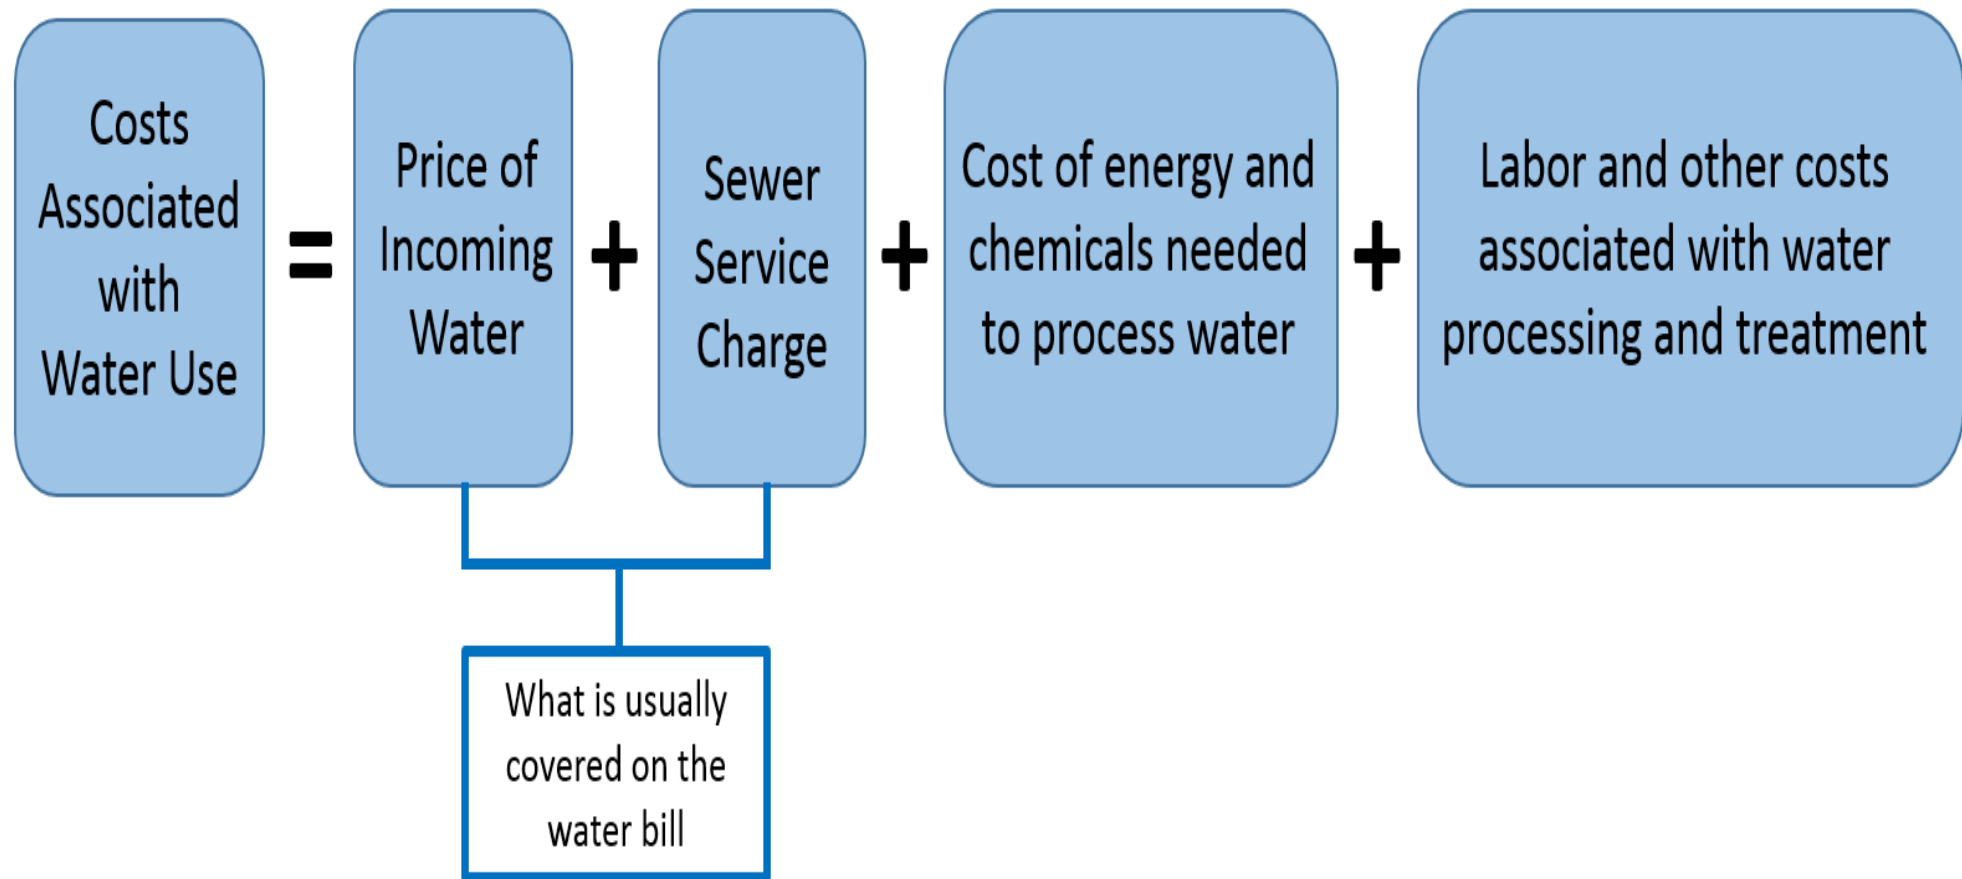 Costs
Associated
with
Water Use
=
Price of
Incoming
Water
+
Sewer
Service
Charge
+
Cost of energy and
chemicals needed
to process water
+
Labor and other costs
associated with water
processing and treatment
What is usually
covered on the
water bill